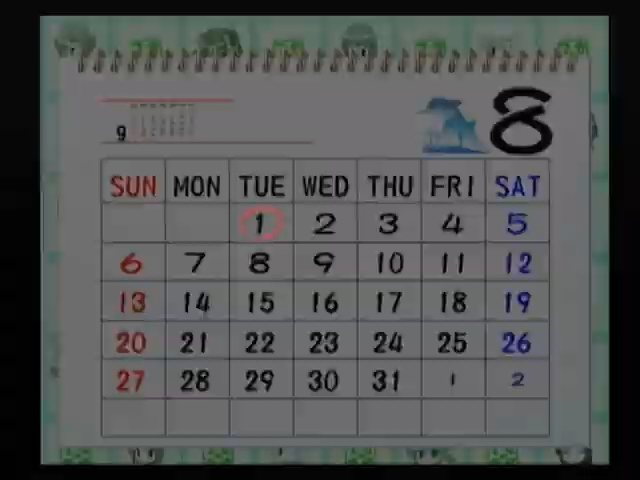 8
9
SUN MON TUE WED THU FRI SAT
1 2 3 4 5
6 7 8 9 10 11 12
13 14 15 16 17 18 19
20 21 22 23 24 25 26
27 28 29 30 31 1 2